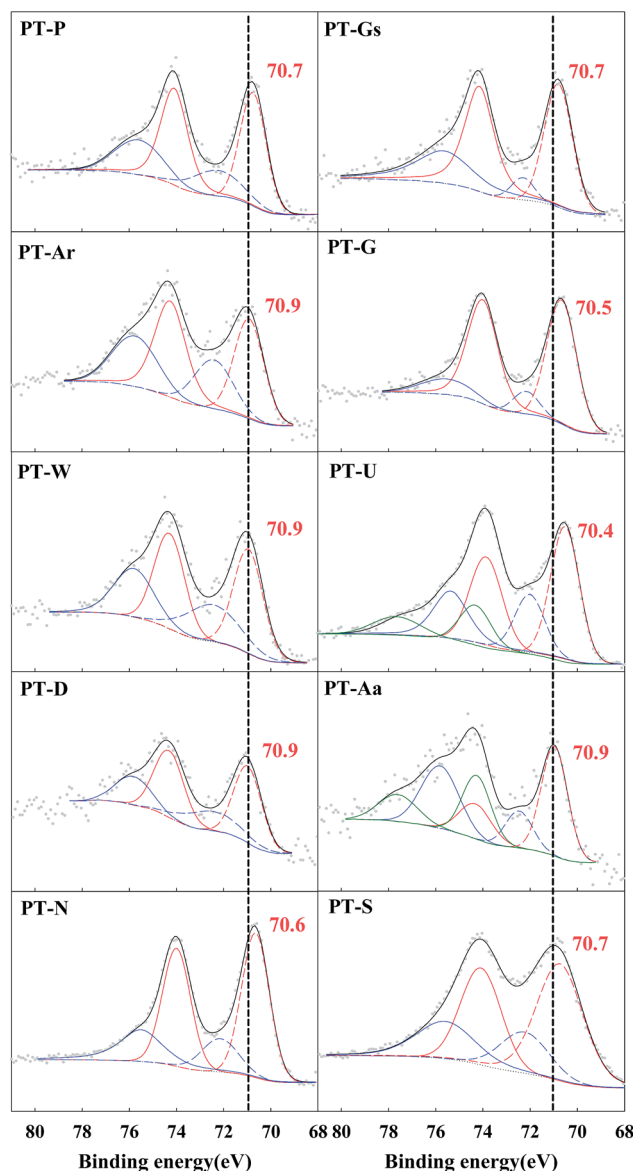 PT-P
70.7
PT-Gs
70.7
PT-Ar
70.9
PT-G
70.5
PT-W
70.9
PT-U
70.4
PT-D
70.9
PT-Aa
70.9
PT-N
70.6
PT-S
70.7
80 78 76 74 72 70 68 80 78 76 74 72 70 68
Binding energy(eV) Binding energy(eV)